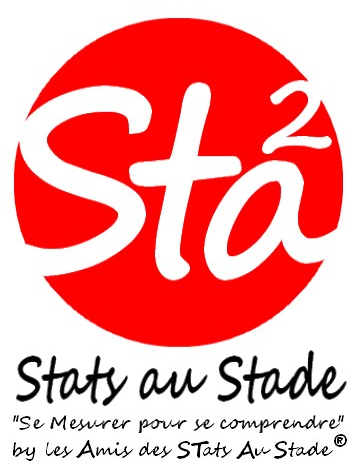 Sta²
Stats au Stade
"Se Mesurer pour se comprendre"
by les Amis des STats Au Stade®